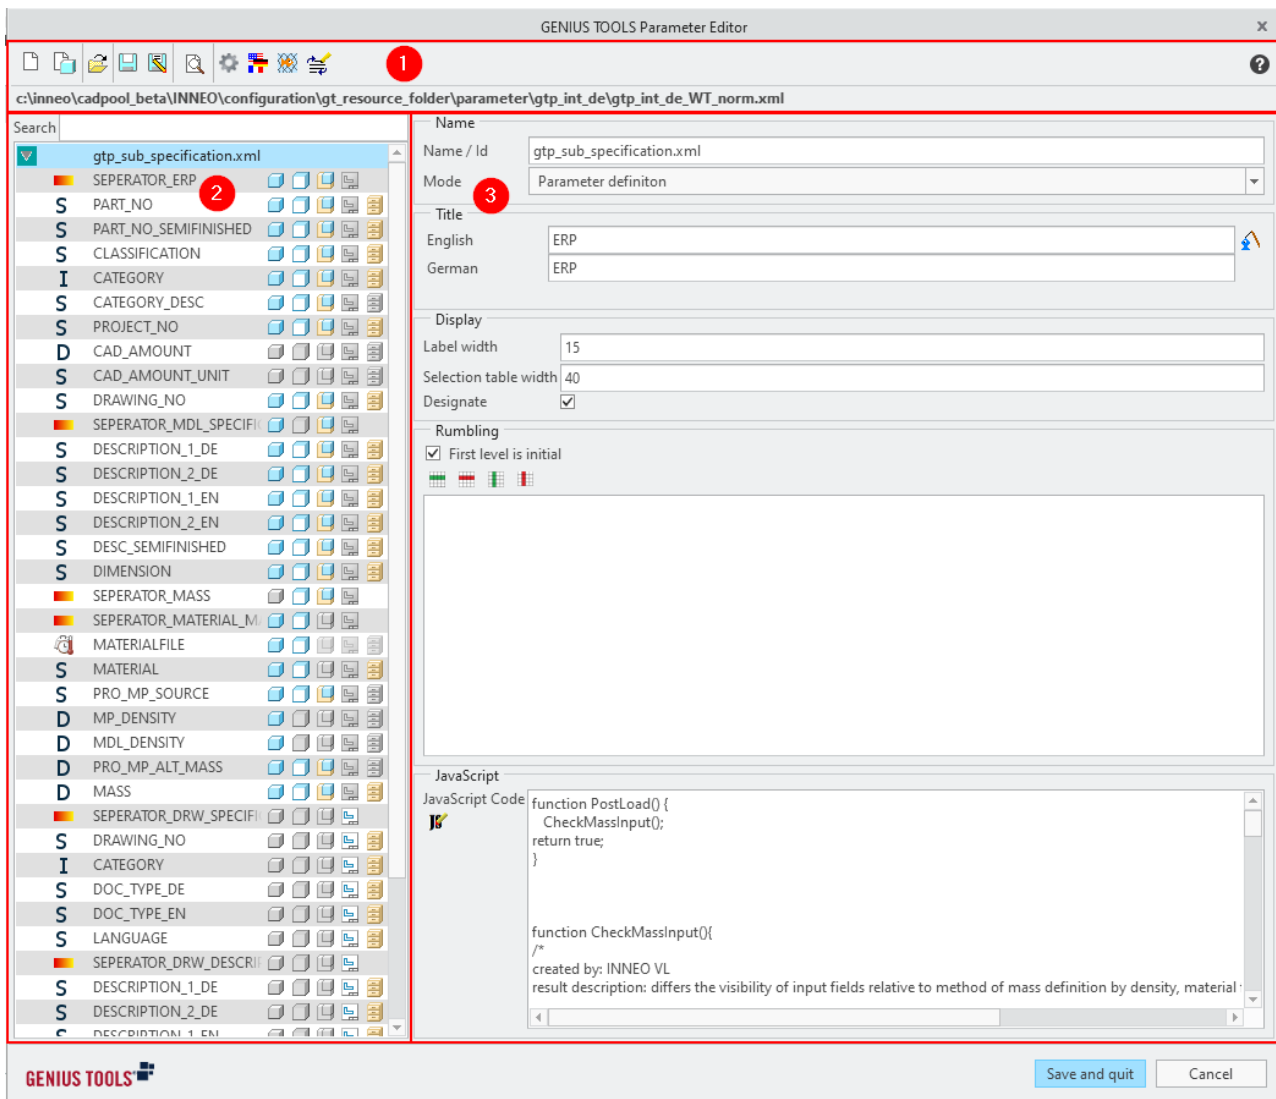 GENIUS TOOLS Parameter Editor
1
c:\inneo\cadpool_beta\INNEO\configuration\gt_resource_folder\parameter\gtp_int_de\gtp_int_de_WT_norm.xml
Search
gtp_sub_specification.xml
SEPERATOR_ERP
2
S PART_NO
S PART_NO_SEMIFINISHED
S CLASSIFICATION
I CATEGORY
S CATEGORY_DESC
S PROJECT_NO
D CAD_AMOUNT
S CAD_AMOUNT_UNIT
S DRAWING_NO
SEPERATOR_MDL_SPECIFI
S DESCRIPTION_1_DE
S DESCRIPTION_2_DE
S DESCRIPTION_1_EN
S DESCRIPTION_2_EN
S DESC_SEMIFINISHED
S DIMENSION
SEPERATOR_MASS
SEPERATOR_MATERIAL_M
MATERIALFILE
S MATERIAL
S PRO_MP_SOURCE
D MP_DENSITY
D MDL_DENSITY
D PRO_MP_ALT_MASS
D MASS
SEPERATOR_DRW_SPECIFI
S DRAWING_NO
I CATEGORY
S DOC_TYPE_DE
S DOC_TYPE_EN
S LANGUAGE
SEPERATOR_DRW_DESCRI
S DESCRIPTION_1_DE
S DESCRIPTION_2_DE
S DESCRIPTION_1_EN
Name
Name / Id gtp_sub_specification.xml
Mode Parameter definiton
3
Title
English ERP
German ERP
Display
Label width 15
Selection table width 40
Designate
Rumbling
First level is initial
JavaScript
JavaScript Code
function PostLoad() {
CheckMassInput();
return true;
}
function CheckMassInput(){
/*
created by: INNEO VL
result description: differs the visibility of input fields relative to method of mass definition by density, material
GENIUS TOOLS
Save and quit
Cancel